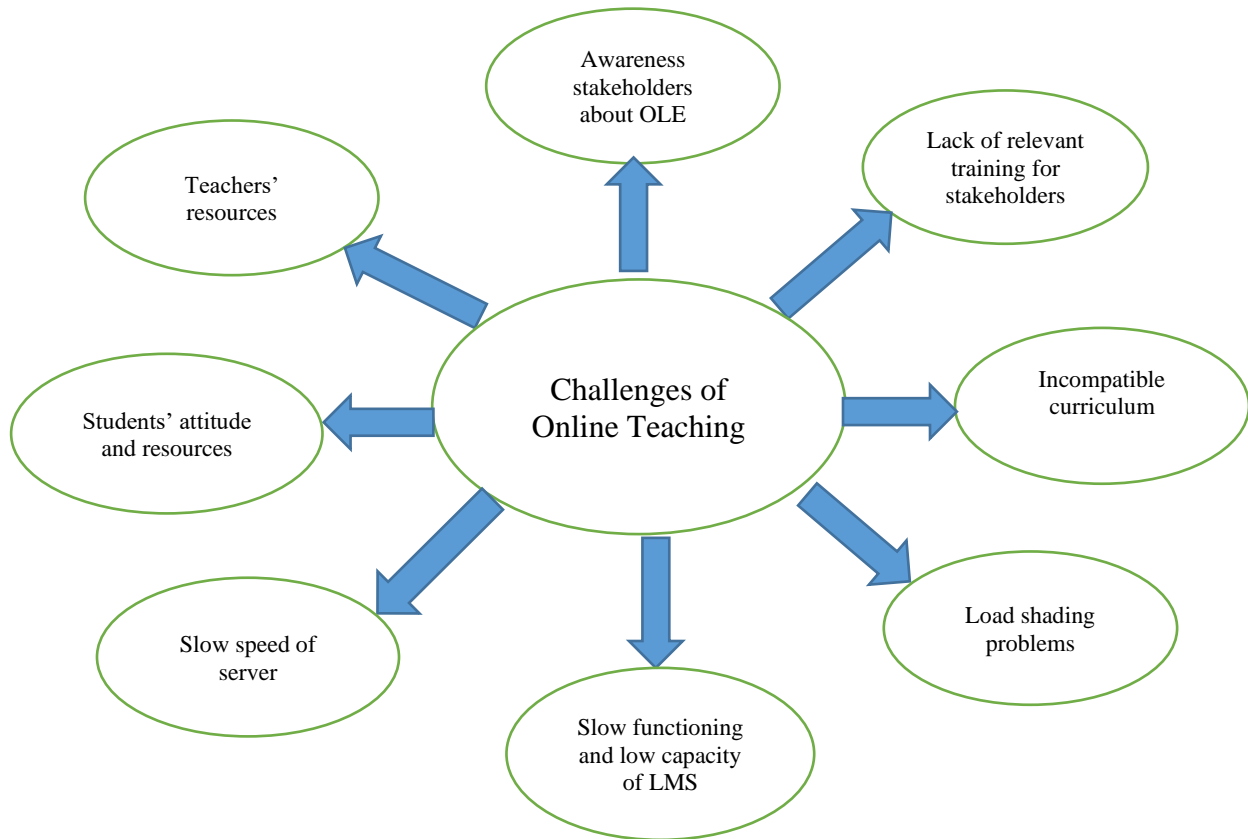 Awareness
stakeholders
about OLE
Lack of relevant
training for
stakeholders
Teachers’
resources
Challenges of
Online Teaching
Incompatible
curriculum
Students’ attitude
and resources
Load shading
problems
Slow speed of
server
Slow functioning
and low capacity
of LMS